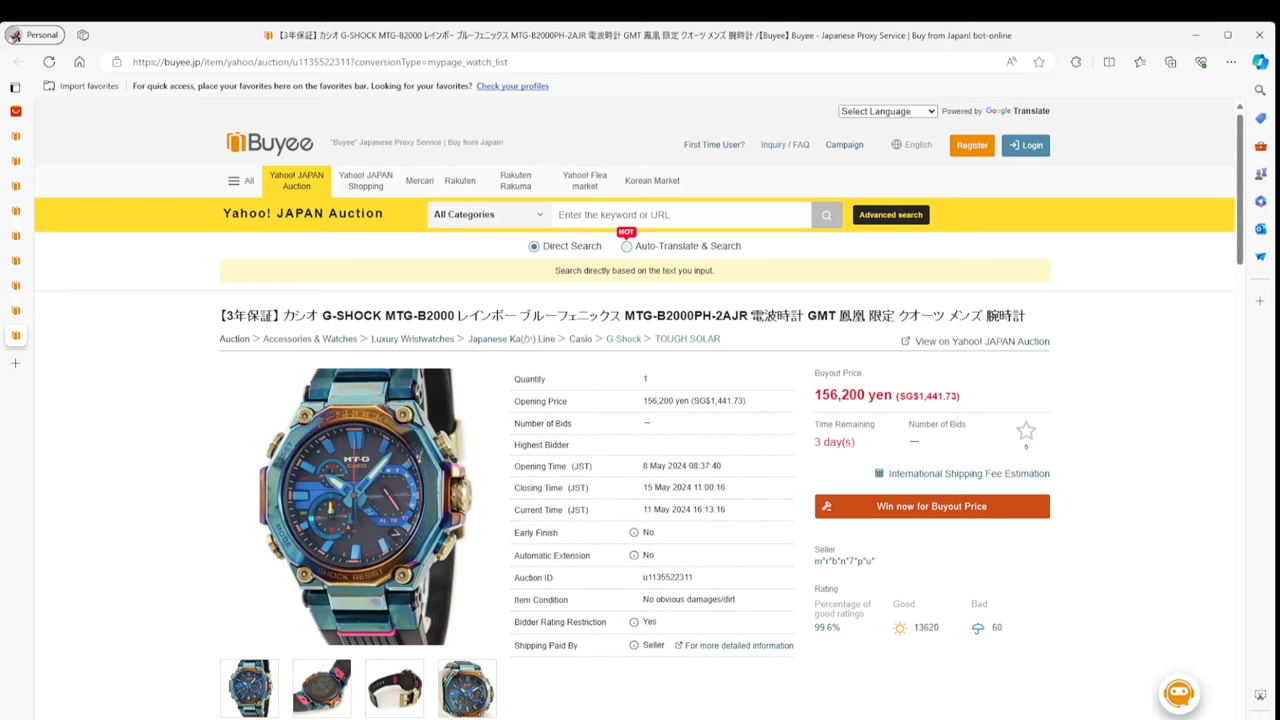 Personal
【3年保証】 カシオ G-SHOCK MTG-B2000 レインボー ブルーフェニックス MTG-B2000PH-2AJR 電波時計 GMT 鳳凰 限定 クオーツ メンズ 腕時計 /【Buyee】 Buyee - Japanese Proxy Service | Buy from Japan! bot-online
https://buyee.jp/item/yahoo/auction/u1135522311?conversionType=mypage_watch_list
Import favorites For quick access, place your favorites here on the favorites bar. Looking for your favorites? Check your profiles
Select Language Powered by Google Translate
Buyee "Buyee" Japanese Proxy Service | Buy from Japan! First Time User? Inquiry / FAQ Campaign English Register Login
All Yahoo! JAPAN Auction Yahoo! JAPAN Shopping Mercari Rakuten Rakuten Rakuma Yahoo! Flea market Korean Market
Yahoo! JAPAN Auction All Categories Enter the keyword or URL Advanced search
HOT
Direct Search Auto-Translate & Search
Search directly based on the text you input.
【3年保証】 カシオ G-SHOCK MTG-B2000 レインボー ブルーフェニックス MTG-B2000PH-2AJR 電波時計 GMT 鳳凰 限定 クオーツ メンズ 腕時計
Auction > Accessories & Watches > Luxury Wristwatches > Japanese Ka(か) Line > Casio > G-Shock > TOUGH SOLAR
View on Yahoo! JAPAN Auction
MT-G
CASIO
G-SHOCK
MODE
SHOCK RESIST
Quantity 1
Opening Price 156,200 yen (SG$1,441.73)
Number of Bids –
Highest Bidder
Opening Time (JST) 8 May 2024 08:37:40
Closing Time (JST) 15 May 2024 11:00:16
Current Time (JST) 11 May 2024 16:13:16
Early Finish No
Automatic Extension No
Auction ID u1135522311
Item Condition No obvious damages/dirt
Bidder Rating Restriction Yes
Shipping Paid By Seller For more detailed information
Buyout Price
156,200 yen (SG$1,441.73)
Time Remaining Number of Bids
3 day(s) – 5
International Shipping Fee Estimation
Win now for Buyout Price
Seller
m*r*b*n*7*p*u*
Rating
Percentage of good ratings Good Bad
99.6% 13620 60